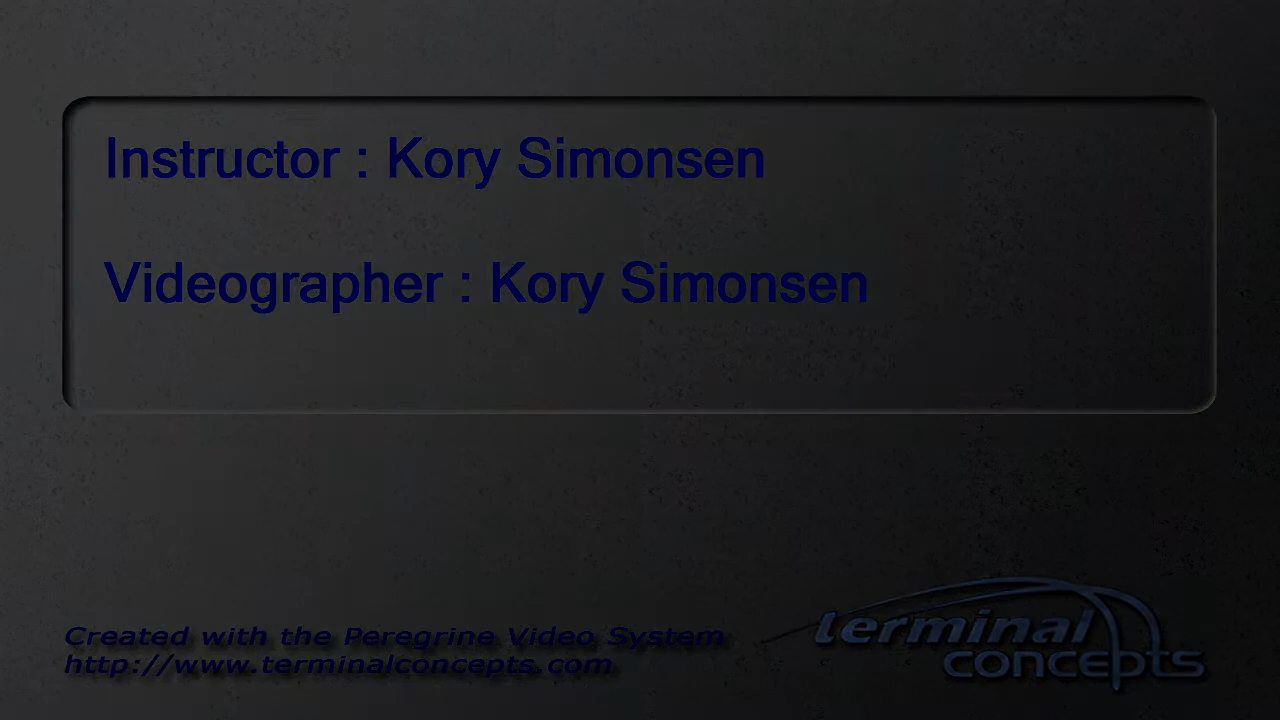 Instructor : Kory Simonsen
Videographer : Kory Simonsen
Created with the Peregrine Video System
http://www.terminalconcepts.com
terminal
concepts